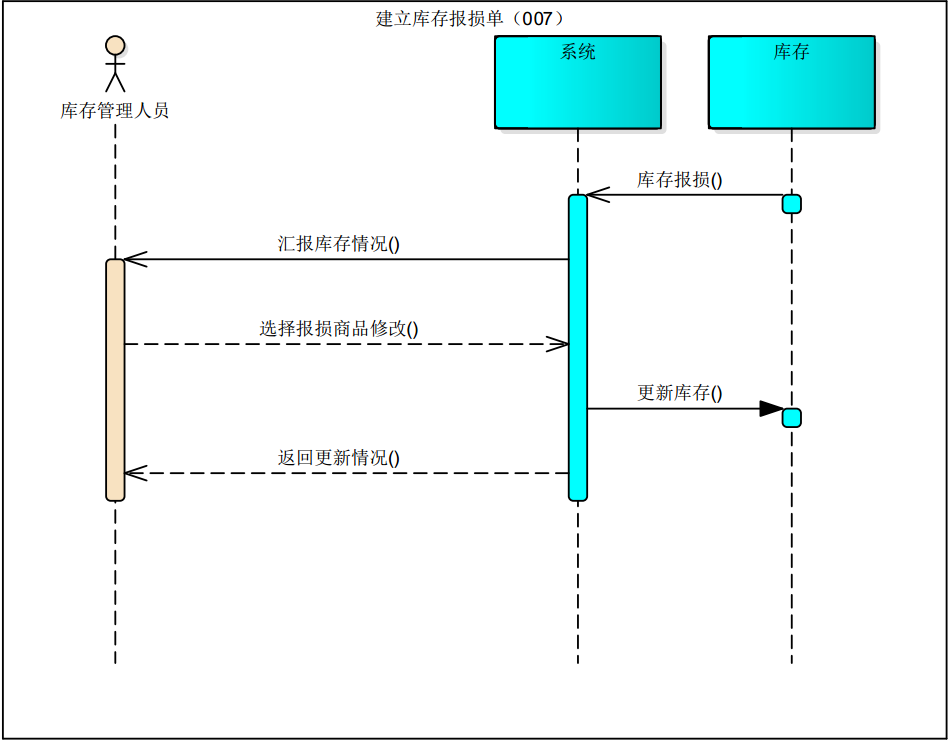 建立库存报损单（007）
系统
库存
库存管理人员
库存报损()
汇报库存情况()
选择报损商品修改()
更新库存()
返回更新情况()